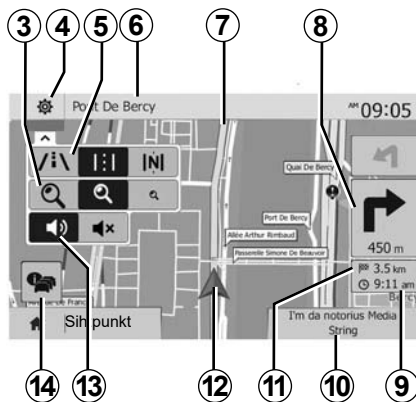 3 4 5 6 7 8
Port De Bercy
AM 09:05
N
Quai De Bercy
Port De Bercy
Allée Arthur Rimbaud
Passerelle Simone De Beauvoir
450 m
3.5 km
9:11 am
Sihtpunkt
I'm da notorius Media
String
14 13 12 11 10 9